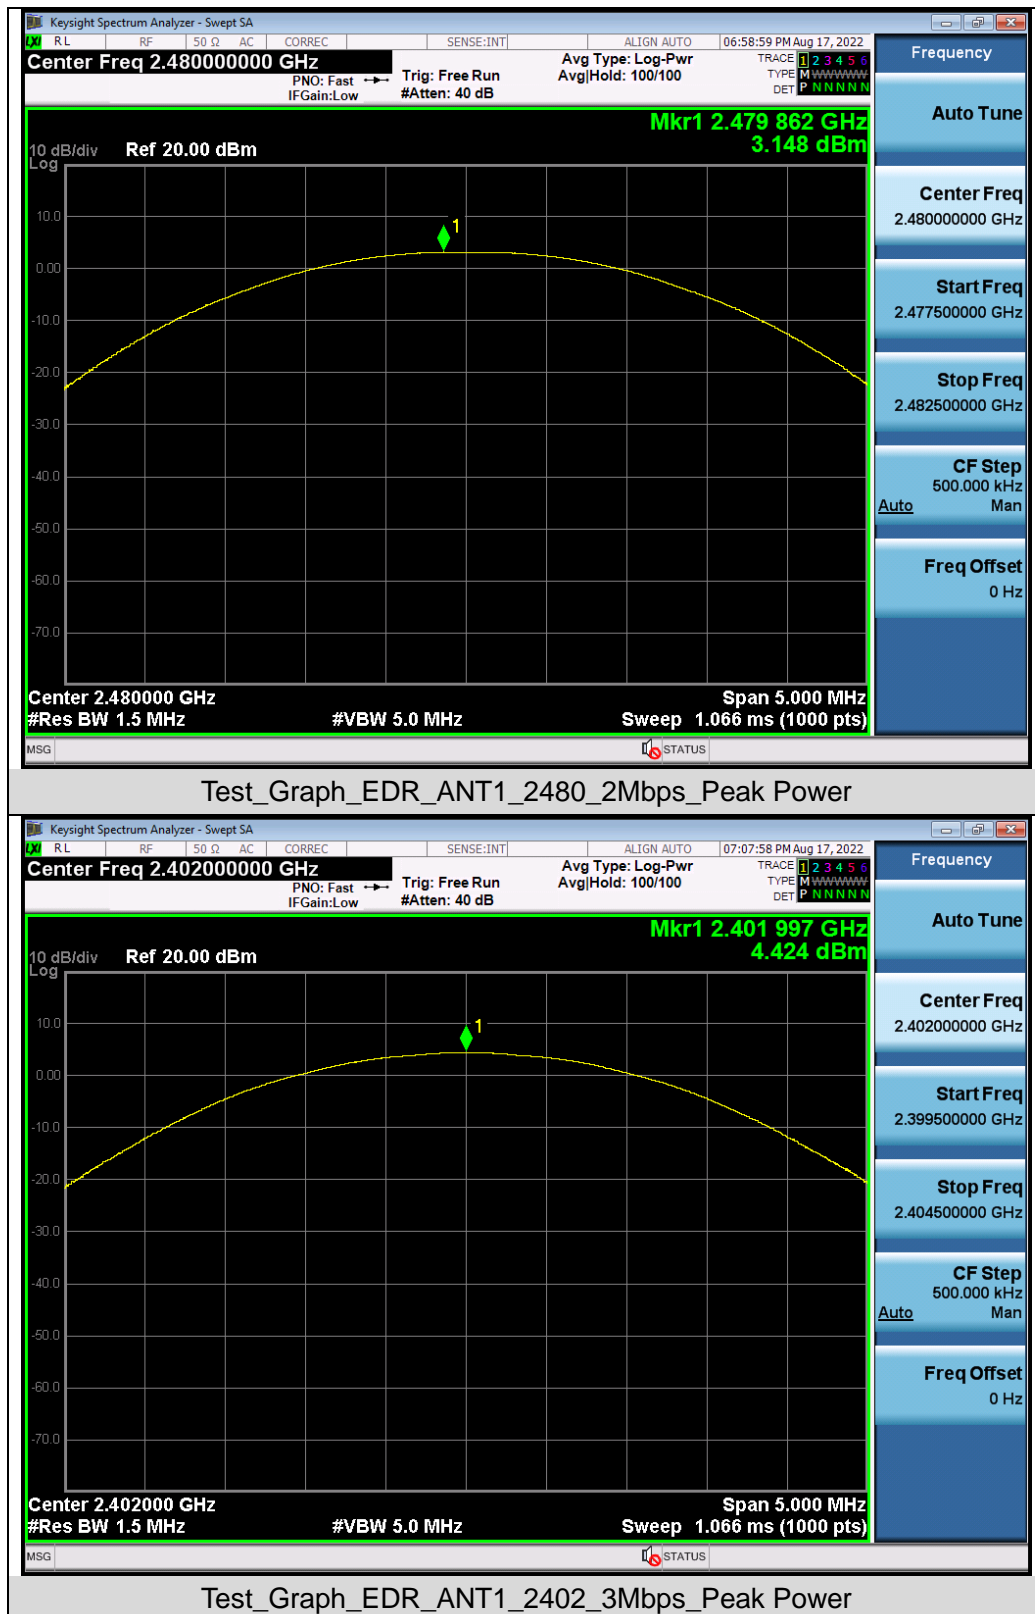 Keysight Spectrum Analyzer - Swept SA
LXI RL RF 50 Ω AC CORREC SENSE:INT ALIGN AUTO 06:58:59 PM Aug 17, 2022
Center Freq 2.480000000 GHz
PNO: Fast
IFGain:Low
Trig: Free Run
#Atten: 40 dB
Avg Type: Log-Pwr
Avg|Hold: 100/100
TRACE 1 2 3 4 5 6
TYPE M WWWWW
DET P N N N N N
Frequency
Mkr1 2.479 862 GHz
3.148 dBm
10 dB/div Ref 20.00 dBm
Log
1
10.0
0.00
-10.0
-20.0
-30.0
-40.0
-50.0
-60.0
-70.0
Center 2.480000 GHz Span 5.000 MHz
#Res BW 1.5 MHz #VBW 5.0 MHz Sweep 1.066 ms (1000 pts)
Auto Tune
Center Freq
2.480000000 GHz
Start Freq
2.477500000 GHz
Stop Freq
2.482500000 GHz
CF Step
500.000 kHz
Auto Man
Freq Offset
0 Hz
MSG STATUS
Test_Graph_EDR_ANT1_2480_2Mbps_Peak Power
Keysight Spectrum Analyzer - Swept SA
LXI RL RF 50 Ω AC CORREC SENSE:INT ALIGN AUTO 07:07:58 PM Aug 17, 2022
Center Freq 2.402000000 GHz
PNO: Fast
IFGain:Low
Trig: Free Run
#Atten: 40 dB
Avg Type: Log-Pwr
Avg|Hold: 100/100
TRACE 1 2 3 4 5 6
TYPE M WWWWW
DET P N N N N N
Frequency
Mkr1 2.401 997 GHz
4.424 dBm
10 dB/div Ref 20.00 dBm
Log
1
10.0
0.00
-10.0
-20.0
-30.0
-40.0
-50.0
-60.0
-70.0
Center 2.402000 GHz Span 5.000 MHz
#Res BW 1.5 MHz #VBW 5.0 MHz Sweep 1.066 ms (1000 pts)
Auto Tune
Center Freq
2.402000000 GHz
Start Freq
2.399500000 GHz
Stop Freq
2.404500000 GHz
CF Step
500.000 kHz
Auto Man
Freq Offset
0 Hz
MSG STATUS
Test_Graph_EDR_ANT1_2402_3Mbps_Peak Power